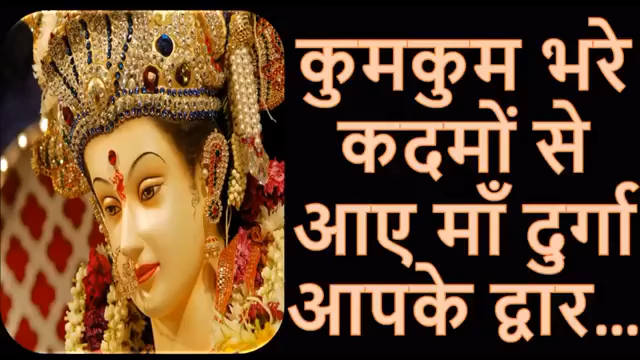 कुमकुम भरे
कदमों से
आए माँ दुर्गा
आपके द्वार...